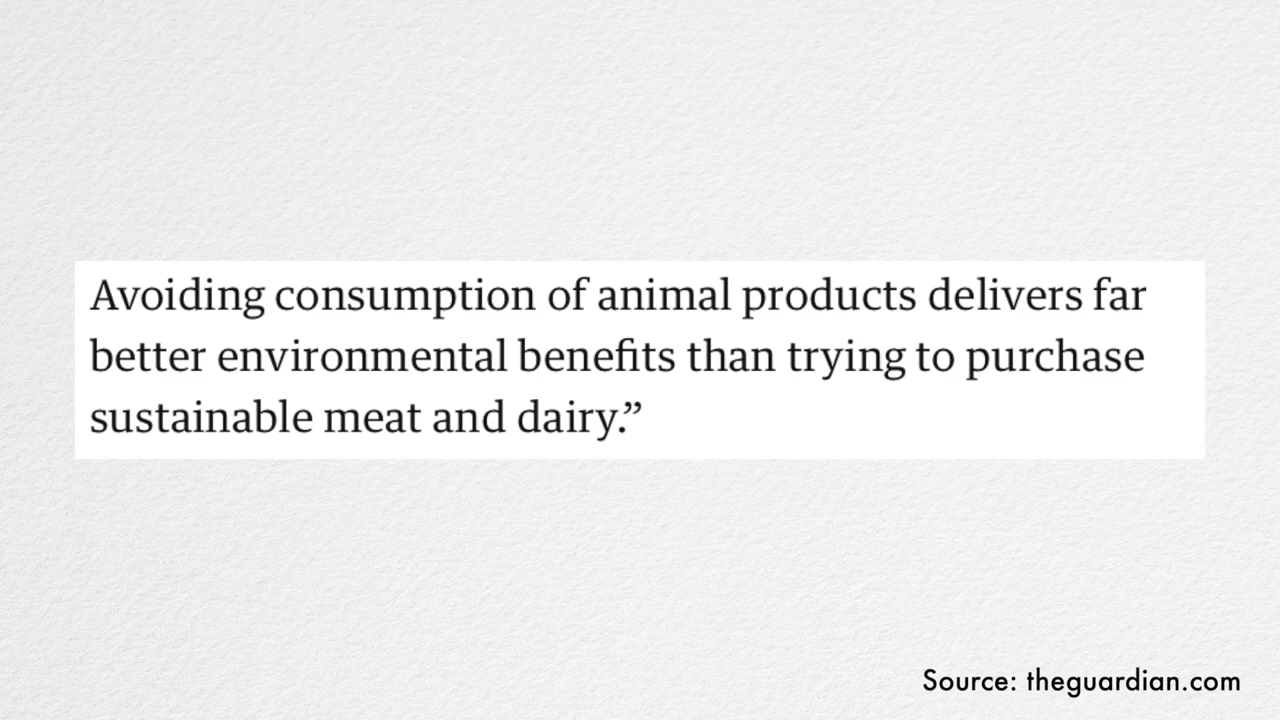 Avoiding consumption of animal products delivers far
better environmental benefits than trying to purchase
sustainable meat and dairy.”
Source: theguardian.com